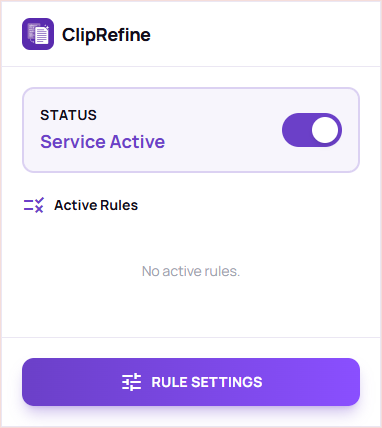 ClipRefine
STATUS
Service Active
Active Rules
No active rules.
RULE SETTINGS